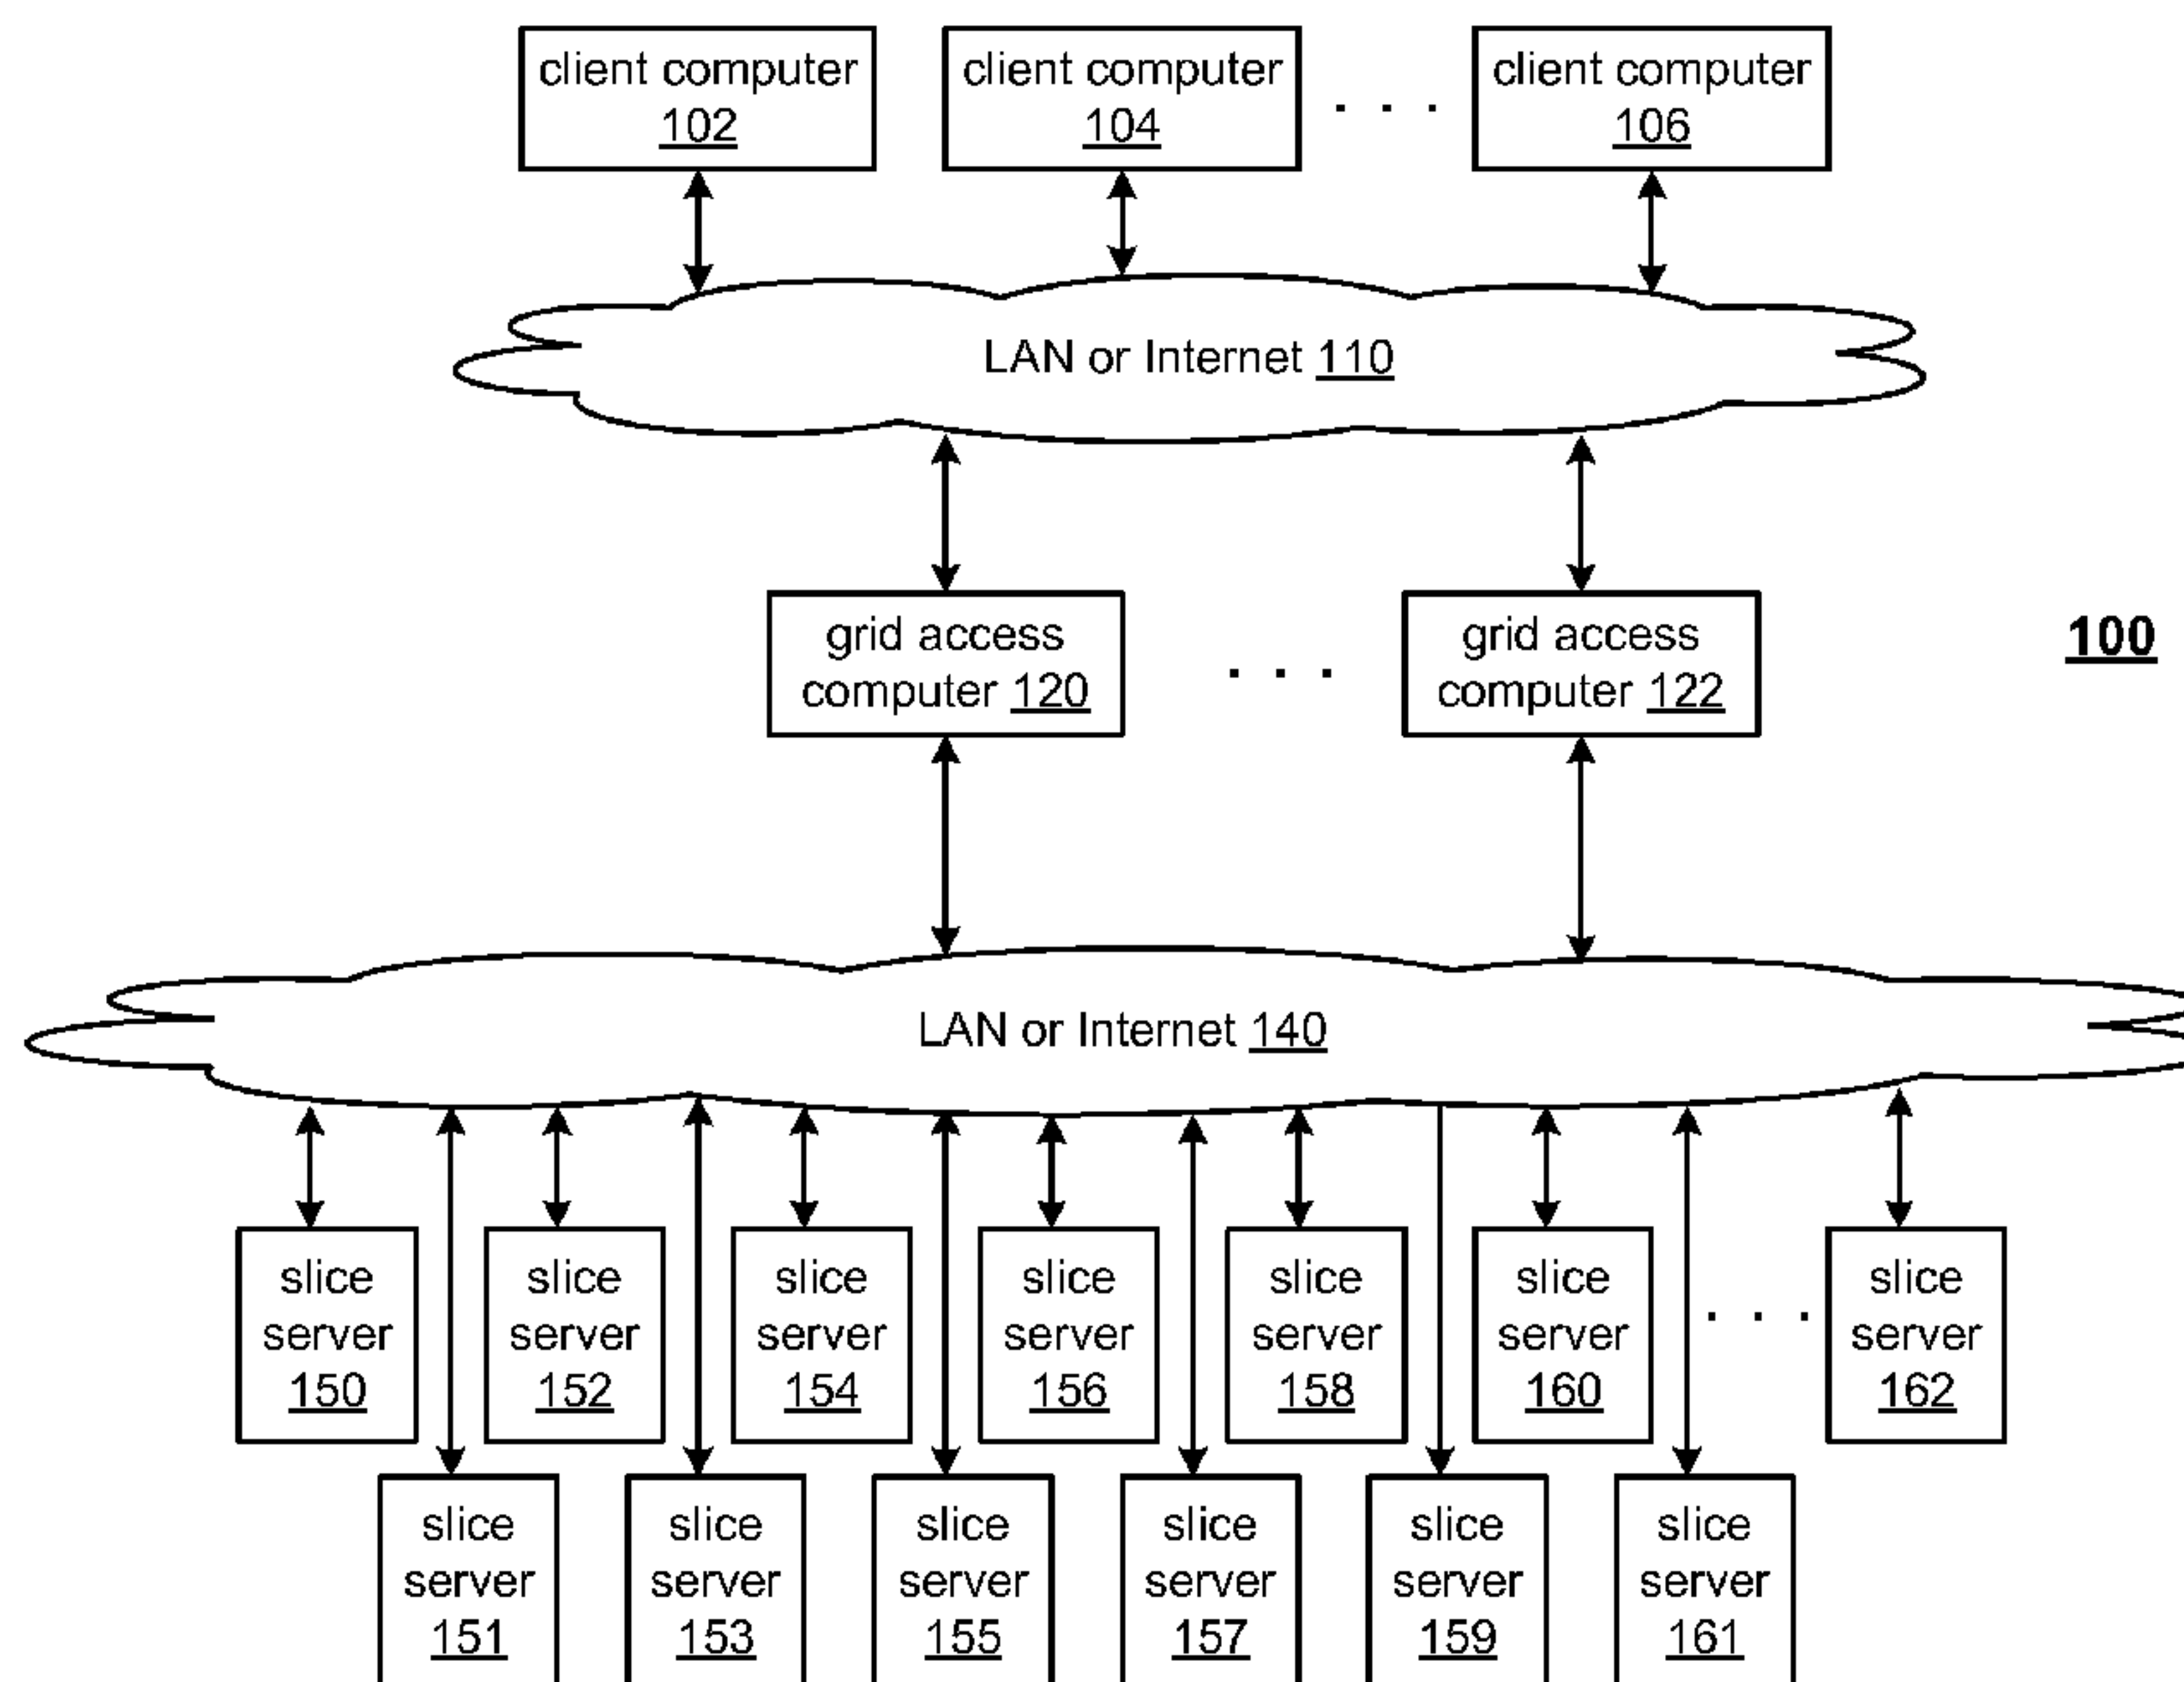 client computer
102
client computer
104
. . .
client computer
106
LAN or Internet 110
grid access
computer 120
. . .
grid access
computer 122
100
LAN or Internet 140
slice
server
150
slice
server
152
slice
server
154
slice
server
156
slice
server
158
slice
server
160
. . .
slice
server
162
slice
server
151
slice
server
153
slice
server
155
slice
server
157
slice
server
159
slice
server
161